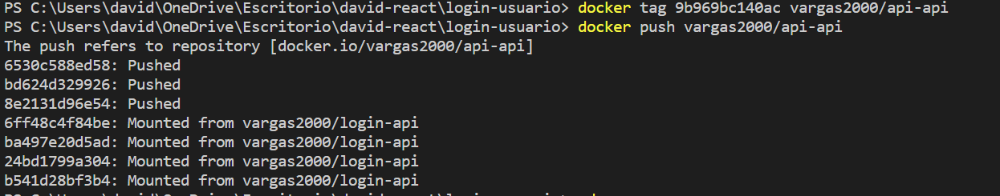 PS C:\Users\david\OneDrive\Escritorio\david-react\login-usuario> docker tag 9b969bc140ac vargas2000/api-api
PS C:\Users\david\OneDrive\Escritorio\david-react\login-usuario> docker push vargas2000/api-api
The push refers to repository [docker.io/vargas2000/api-api]
6530c588ed58: Pushed
bd624d329926: Pushed
8e2131d96e54: Pushed
6ff48c4f84be: Mounted from vargas2000/login-api
ba497e20d5ad: Mounted from vargas2000/login-api
24bd1799a304: Mounted from vargas2000/login-api
b541d28bf3b4: Mounted from vargas2000/login-api